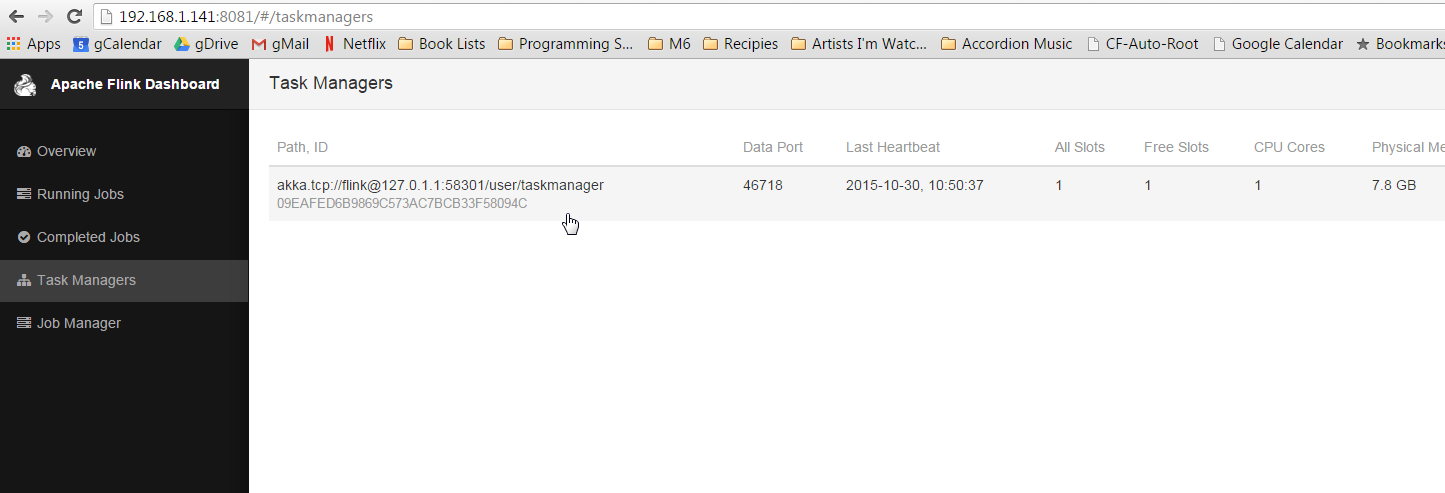 192.168.1.141:8081/#/taskmanagers
Apps 5 gCalendar gDrive gMail Netflix Book Lists Programming S... M6 Recipies Artists I'm Watc... Accordion Music CF-Auto-Root Google Calendar Bookmarks
Apache Flink Dashboard
Task Managers
Overview
Running Jobs
Completed Jobs
Task Managers
Job Manager
Path, ID Data Port Last Heartbeat All Slots Free Slots CPU Cores Physical Me
akka.tcp://flink@127.0.1.1:58301/user/taskmanager 46718 2015-10-30, 10:50:37 1 1 1 7.8 GB
09EAFED6B9869C573AC7BCB33F58094C